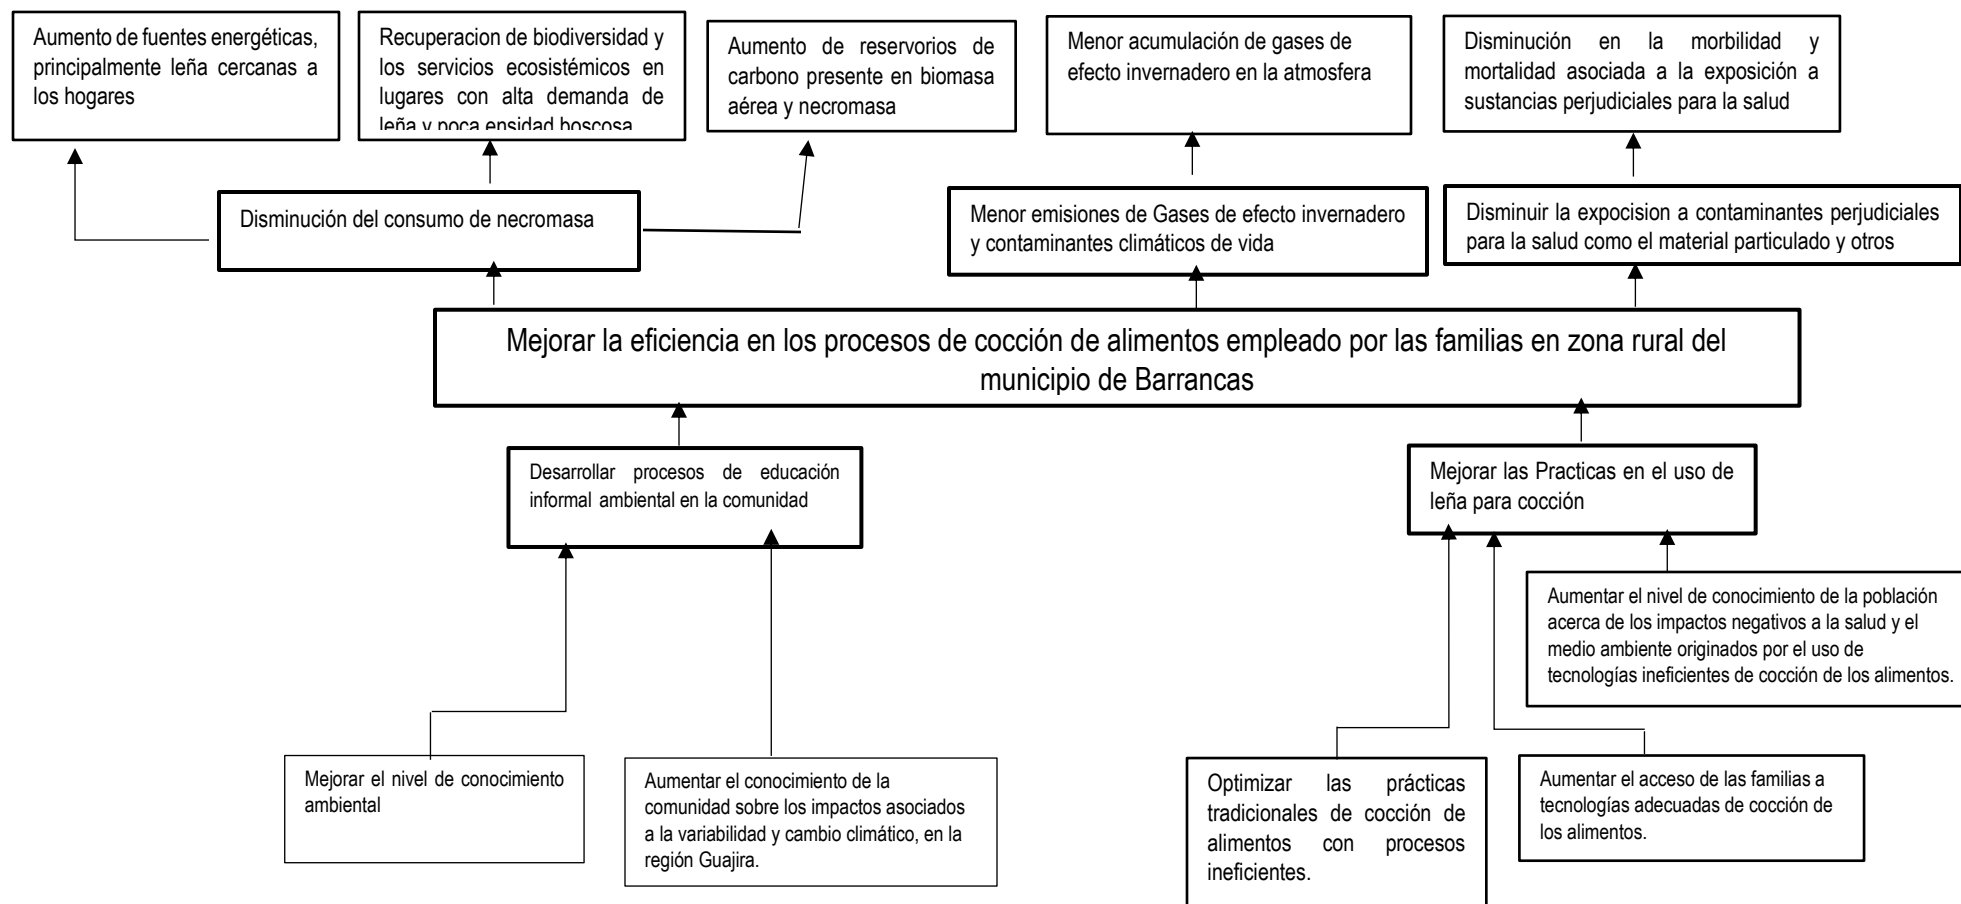 Aumento de fuentes energéticas,
principalmente leña cercanas a
los hogares
Recuperacion de biodiversidad y
los servicios ecosistémicos en
lugares con alta demanda de
leña y poca ensidad boscosa
Aumento de reservorios de
carbono presente en biomasa
aérea y necromasa
Menor acumulación de gases de
efecto invernadero en la atmosfera
Disminución en la morbilidad y
mortalidad asociada a la exposición a
sustancias perjudiciales para la salud
Disminución del consumo de necromasa
Menor emisiones de Gases de efecto invernadero
y contaminantes climáticos de vida
Disminuir la expocision a contaminantes perjudiciales
para la salud como el material particulado y otros
Mejorar la eficiencia en los procesos de cocción de alimentos empleado por las familias en zona rural del
municipio de Barrancas
Desarrollar procesos de educación
informal ambiental en la comunidad
Mejorar las Practicas en el uso de
leña para cocción
Aumentar el nivel de conocimiento de la población
acerca de los impactos negativos a la salud y el
medio ambiente originados por el uso de
tecnologías ineficientes de cocción de los alimentos.
Mejorar el nivel de conocimiento
ambiental
Aumentar el conocimiento de la
comunidad sobre los impactos asociados
a la variabilidad y cambio climático, en la
región Guajira.
Optimizar las prácticas
tradicionales de cocción de
alimentos con procesos
ineficientes.
Aumentar el acceso de las familias a
tecnologías adecuadas de cocción de
los alimentos.